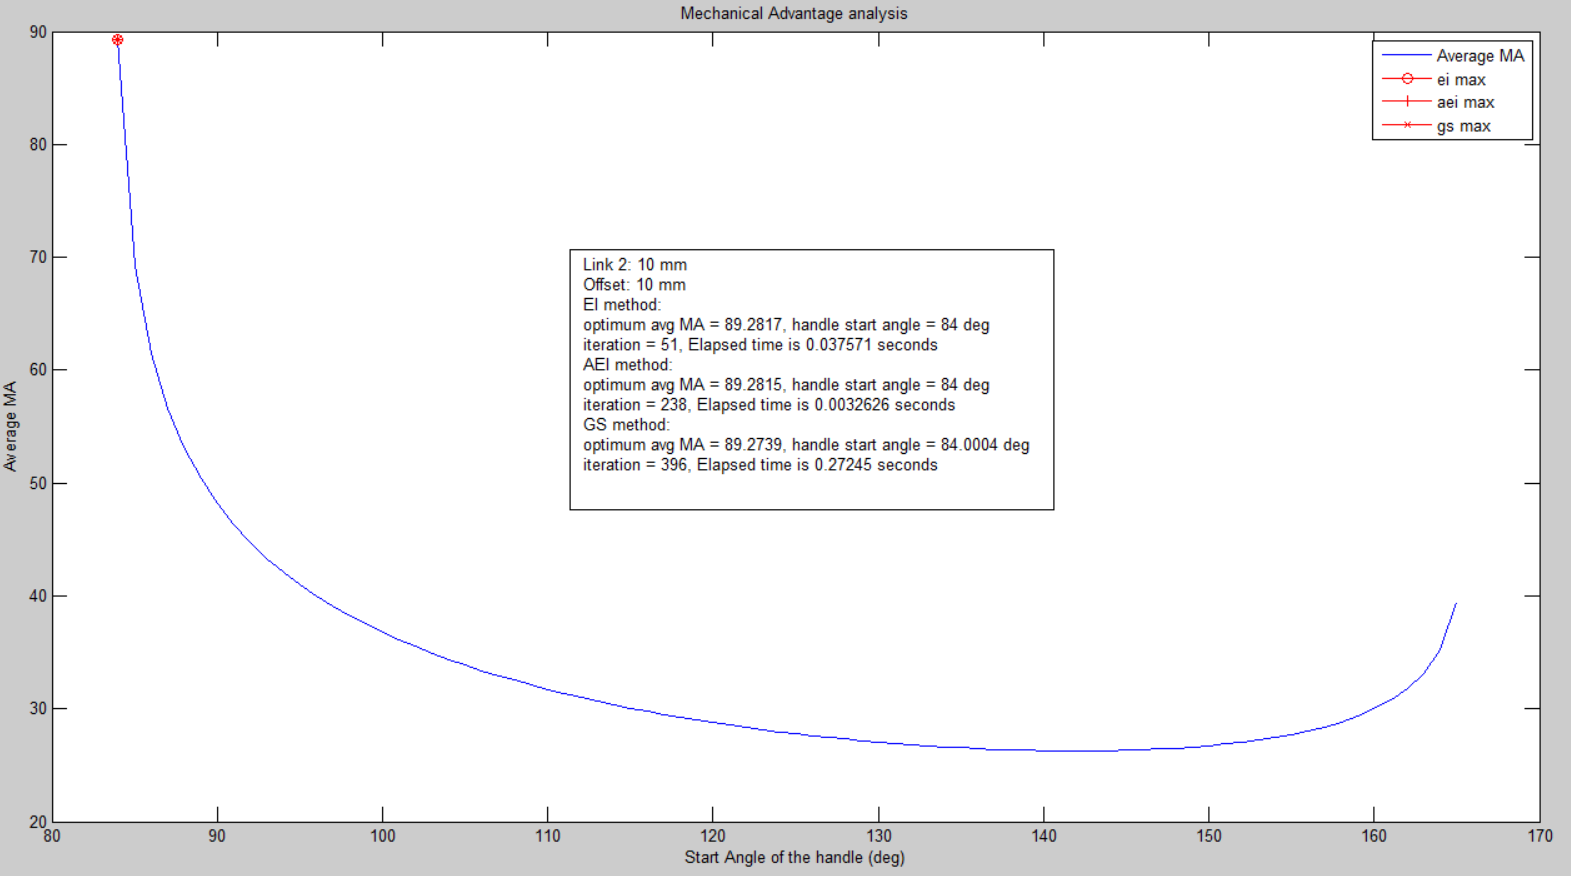 Mechanical Advantage analysis
90
80
70
60
50
40
30
20
Average MA
Average MA
ei max
aei max
gs max
Link 2: 10 mm
Offset: 10 mm
EI method:
optimum avg MA = 89.2817, handle start angle = 84 deg
iteration = 51, Elapsed time is 0.037571 seconds
AEI method:
optimum avg MA = 89.2815, handle start angle = 84 deg
iteration = 238, Elapsed time is 0.0032626 seconds
GS method:
optimum avg MA = 89.2739, handle start angle = 84.0004 deg
iteration = 396, Elapsed time is 0.27245 seconds
80 90 100 110 120 130 140 150 160 170
Start Angle of the handle (deg)